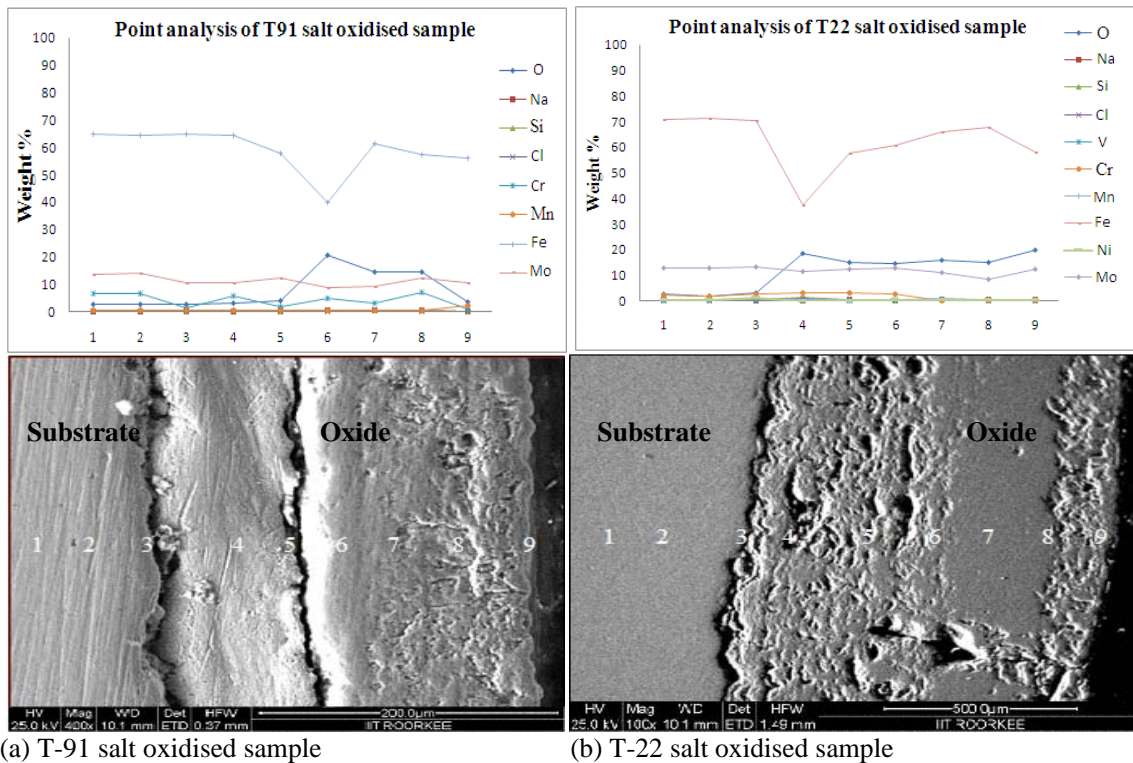 Point analysis of T91 salt oxidised sample
Weight %
100
90
80
70
60
50
40
30
20
10
0
1 2 3 4 5 6 7 8 9
O
Na
Si
Cl
Cr
Mn
Fe
Mo
Point analysis of T22 salt oxidised sample
Weight %
100
90
80
70
60
50
40
30
20
10
0
1 2 3 4 5 6 7 8 9
O
Na
Si
Cl
V
Cr
Mn
Fe
Ni
Mo
Substrate Oxide
1 2 3 4 5 6 7 8 9
HV Mag WD Det HFW 200.0µm
25.0 kV 400x 10.1 mm ETD 0.37 mm IIT ROORKEE
Substrate Oxide
1 2 3 4 5 6 7 8 9
HV Mag WD Det HFW 500.0µm
25.0 kV 100x 10.1 mm ETD 1.49 mm IIT ROORKEE
(a) T-91 salt oxidised sample
(b) T-22 salt oxidised sample